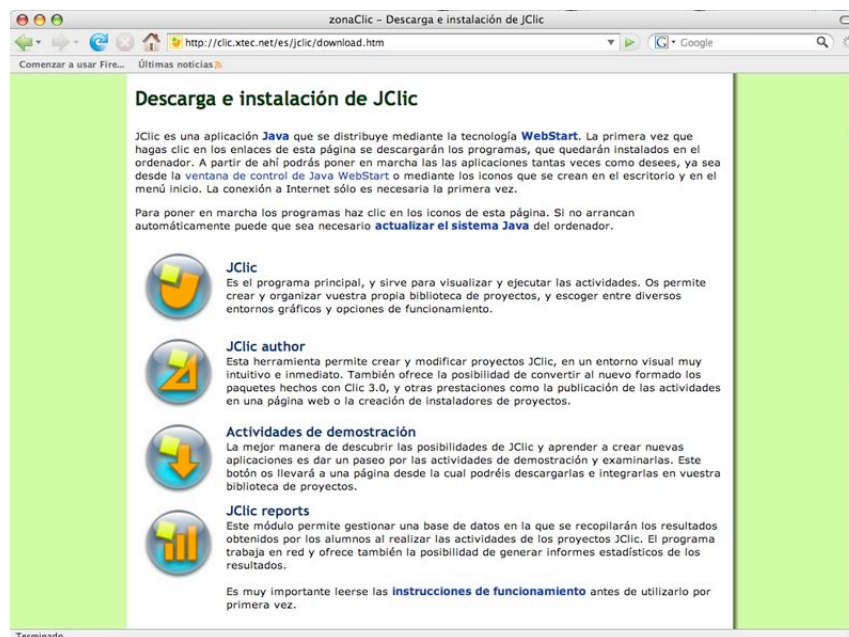 zonaClic – Descarga e instalación de JClic
http://clic.xtec.net/es/jclic/download.htm
G Google
Comenzar a usar Fire... Últimas noticias
Descarga e instalación de JClic
JClic es una aplicación Java que se distribuye mediante la tecnología WebStart. La primera vez que
hagas clic en los enlaces de esta página se descargarán los programas, que quedarán instalados en el
ordenador. A partir de ahí podrás poner en marcha las las aplicaciones tantas veces como desees, ya sea
desde la ventana de control de Java WebStart o mediante los iconos que se crean en el escritorio y en el
menú inicio. La conexión a Internet sólo es necesaria la primera vez.
Para poner en marcha los programas haz clic en los iconos de esta página. Si no arrancan
automáticamente puede que sea necesario actualizar el sistema Java del ordenador.
JClic
Es el programa principal, y sirve para visualizar y ejecutar las actividades. Os permite
crear y organizar vuestra propia biblioteca de proyectos, y escoger entre diversos
entornos gráficos y opciones de funcionamiento.
JClic author
Esta herramienta permite crear y modificar proyectos JClic, en un entorno visual muy
intuitivo e inmediato. También ofrece la posibilidad de convertir al nuevo formado los
paquetes hechos con Clic 3.0, y otras prestaciones como la publicación de las actividades
en una página web o la creación de instaladores de proyectos.
Actividades de demostración
La mejor manera de descubrir las posibilidades de JClic y aprender a crear nuevas
aplicaciones es dar un paseo por las actividades de demostración y examinarlas. Este
botón os llevará a una página desde la cual podréis descargarlas e integrarlas en vuestra
biblioteca de proyectos.
JClic reports
Este módulo permite gestionar una base de datos en la que se recopilarán los resultados
obtenidos por los alumnos al realizar las actividades de los proyectos JClic. El programa
trabaja en red y ofrece también la posibilidad de generar informes estadísticos de los
resultados.
Es muy importante leerse las instrucciones de funcionamiento antes de utilizarlo por
primera vez.
Terminado